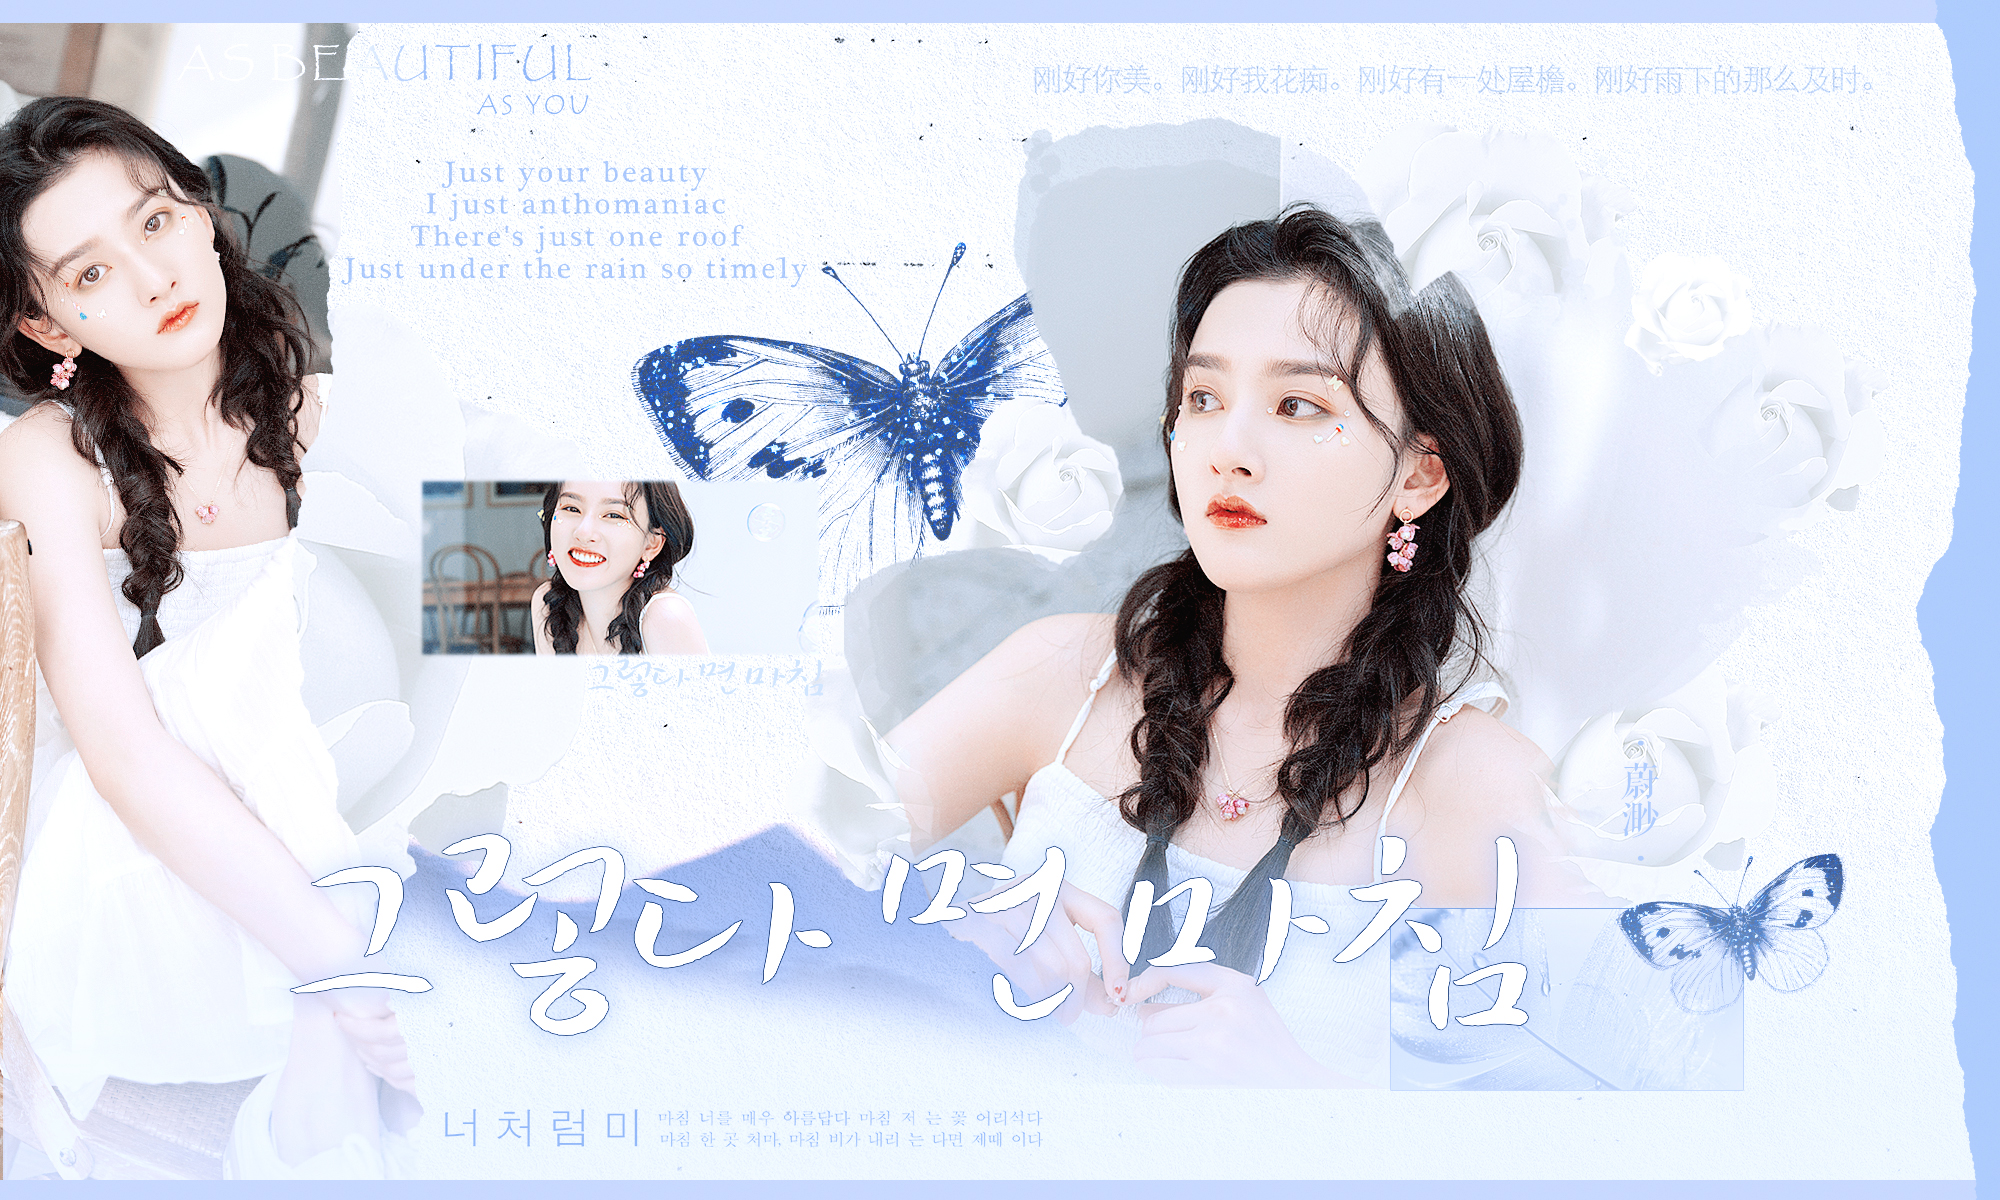 AS BEAUTIFUL
AS YOU
刚好你美。刚好我花痴。刚好有一处屋檐。刚好雨下的那么及时。
Just your beauty
I just anthomaniac
There's just one roof
Just under the rain so timely
그렇다 면 마침
蔚渺
그렇다 면 마침
너처럼미
마침 너를 매우 아름답다 마침 저 는 꽃 어리석다
마침 한 곳 처마, 마침 비가 내리 는 다면 제때 이다